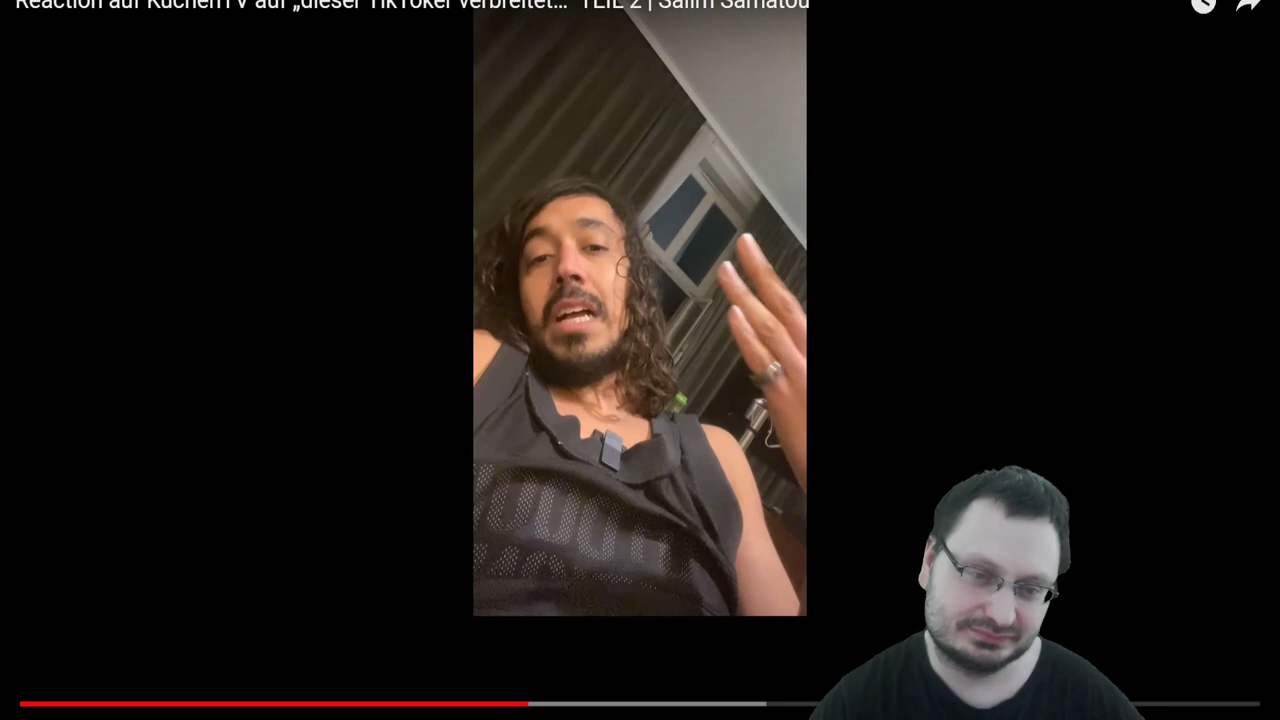 Reaction auf KuchenTV auf „dieser TikToker verbreitet..." TEIL 2 | Salim Samatou